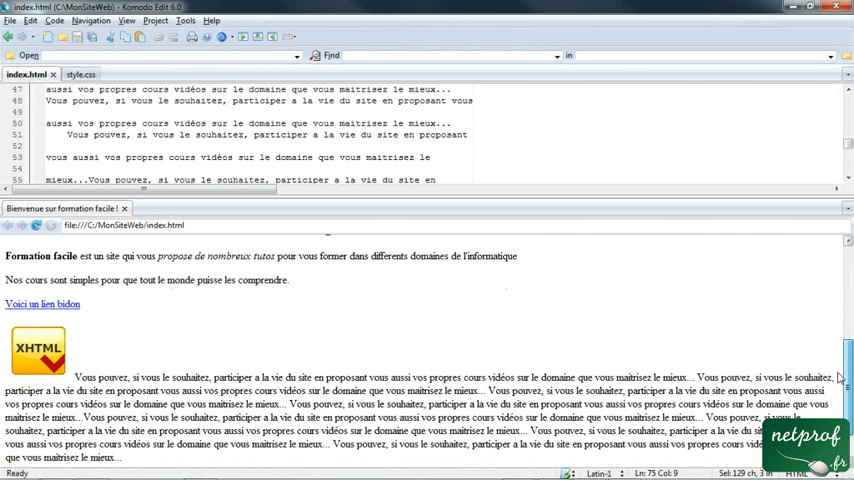 index.html (C:\MonSiteWeb) - Komodo Edit 6.0
File Edit Code Navigation View Project Tools Help
Open Find in
index.html style.css
47 aussi vos propres cours vidéos sur le domaine que vous maitrisez le mieux...
48 Vous pouvez, si vous le souhaitez, participer a la vie du site en proposant vous
49
50 aussi vos propres cours vidéos sur le domaine que vous maitrisez le mieux...
51 Vous pouvez, si vous le souhaitez, participer a la vie du site en proposant
52
53 vous aussi vos propres cours vidéos sur le domaine que vous maitrisez le
54
55 mieux...Vous pouvez, si vous le souhaitez, participer a la vie du site en
Bienvenue sur formation facile !
file:///C:/MonSiteWeb/index.html
Formation facile est un site qui vous propose de nombreux tutos pour vous former dans differents domaines de l'informatique
Nos cours sont simples pour que tout le monde puisse les comprendre.
Voici un lien bidon
XHTML
Vous pouvez, si vous le souhaitez, participer a la vie du site en proposant vous aussi vos propres cours vidéos sur le domaine que vous maitrisez le mieux... Vous pouvez, si vous le souhaitez,
participer a la vie du site en proposant vous aussi vos propres cours vidéos sur le domaine que vous maitrisez le mieux... Vous pouvez, si vous le souhaitez, participer a la vie du site en proposant vous aussi
vos propres cours vidéos sur le domaine que vous maitrisez le mieux... Vous pouvez, si vous le souhaitez, participer a la vie du site en proposant vous aussi vos propres cours vidéos sur le domaine que vous
maitrisez le mieux...Vous pouvez, si vous le souhaitez, participer a la vie du site en proposant vous aussi vos propres cours vidéos sur le domaine que vous maitrisez le mieux... Vous pouvez, si vous le
souhaitez, participer a la vie du site en proposant vous aussi vos propres cours vidéos sur le domaine que vous maitrisez le mieux... Vous pouvez, si vous le souhaitez, participer a la vie du site en proposant
vous aussi vos propres cours vidéos sur le domaine que vous maitrisez le mieux... Vous pouvez, si vous le souhaitez, participer a la vie du site en proposant vous aussi vos propres cours vidéos
que vous maitrisez le mieux...
netprof
.fr
Ready Latin-1 Ln: 75 Col: 9 Sel: 129 ch, 3 HTML